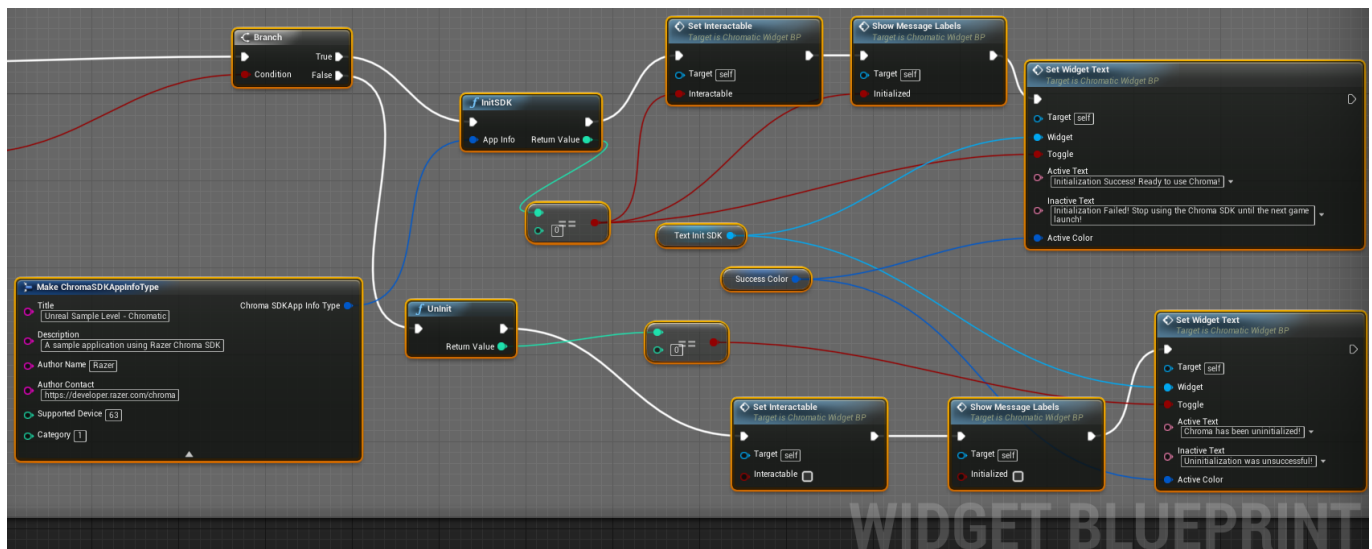 Branch
True
Condition
False
Set Interactable
Target is Chromatic Widget BP
Target self
Interactable
Show Message Labels
Target is Chromatic Widget BP
Target self
Initialized
Set Widget Text
Target is Chromatic Widget BP
Target self
Widget
Toggle
Active Text
Initialization Success! Ready to use Chroma!
Inactive Text
Initialization Failed! Stop using the Chroma SDK until the next game
launch!
Active Color
InitSDK
App Info
Return Value
0 ==
Text Init SDK
Success Color
Make ChromaSDKAppInfoType
Title
Chroma SDKApp Info Type
Unreal Sample Level - Chromatic
Description
A sample application using Razer Chroma SDK
Author Name Razer
Author Contact
https://developer.razer.com/chroma
Supported Device 63
Category 1
UnInit
Return Value
0 ==
Set Interactable
Target is Chromatic Widget BP
Target self
Interactable
Show Message Labels
Target is Chromatic Widget BP
Target self
Initialized
Set Widget Text
Target is Chromatic Widget BP
Target self
Widget
Toggle
Active Text
Chroma has been uninitialized!
Inactive Text
Uninitialization was unsuccessful!
Active Color
WIDGET BLUEPRINT